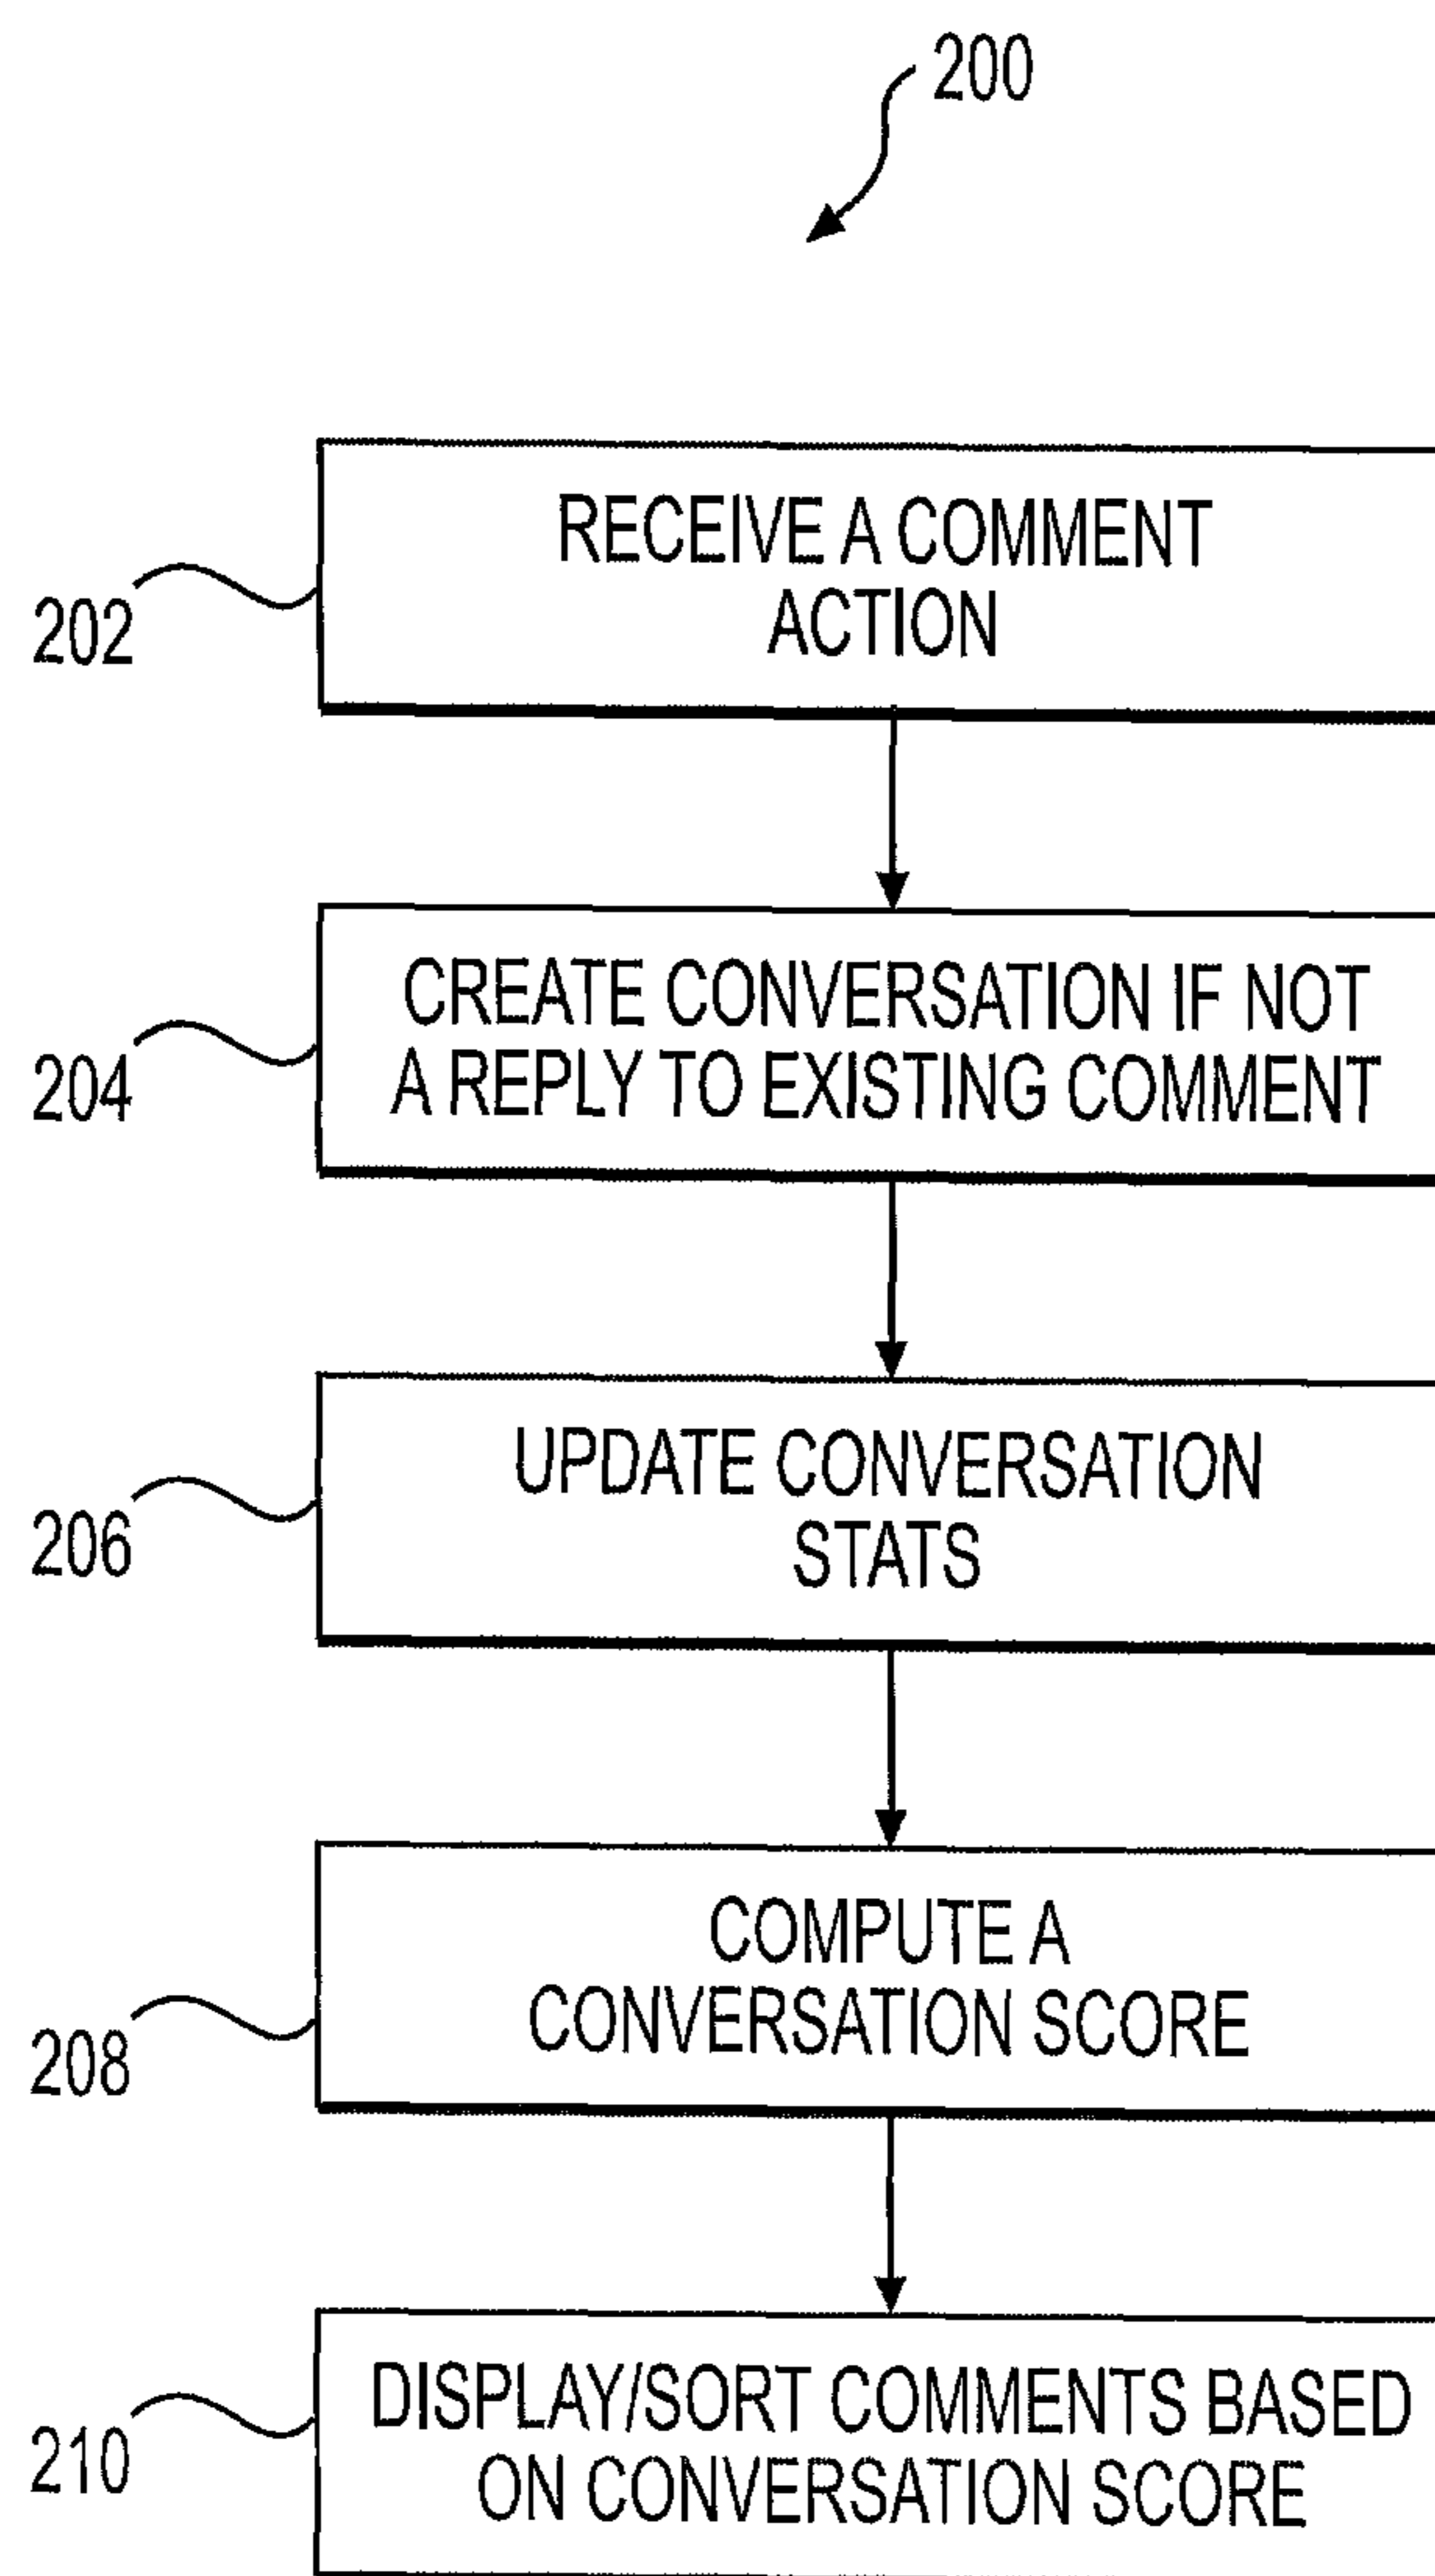 200
RECEIVE A COMMENT
ACTION
202
CREATE CONVERSATION IF NOT
A REPLY TO EXISTING COMMENT
204
UPDATE CONVERSATION
STATS
206
COMPUTE A
CONVERSATION SCORE
208
DISPLAY/SORT COMMENTS BASED
ON CONVERSATION SCORE
210